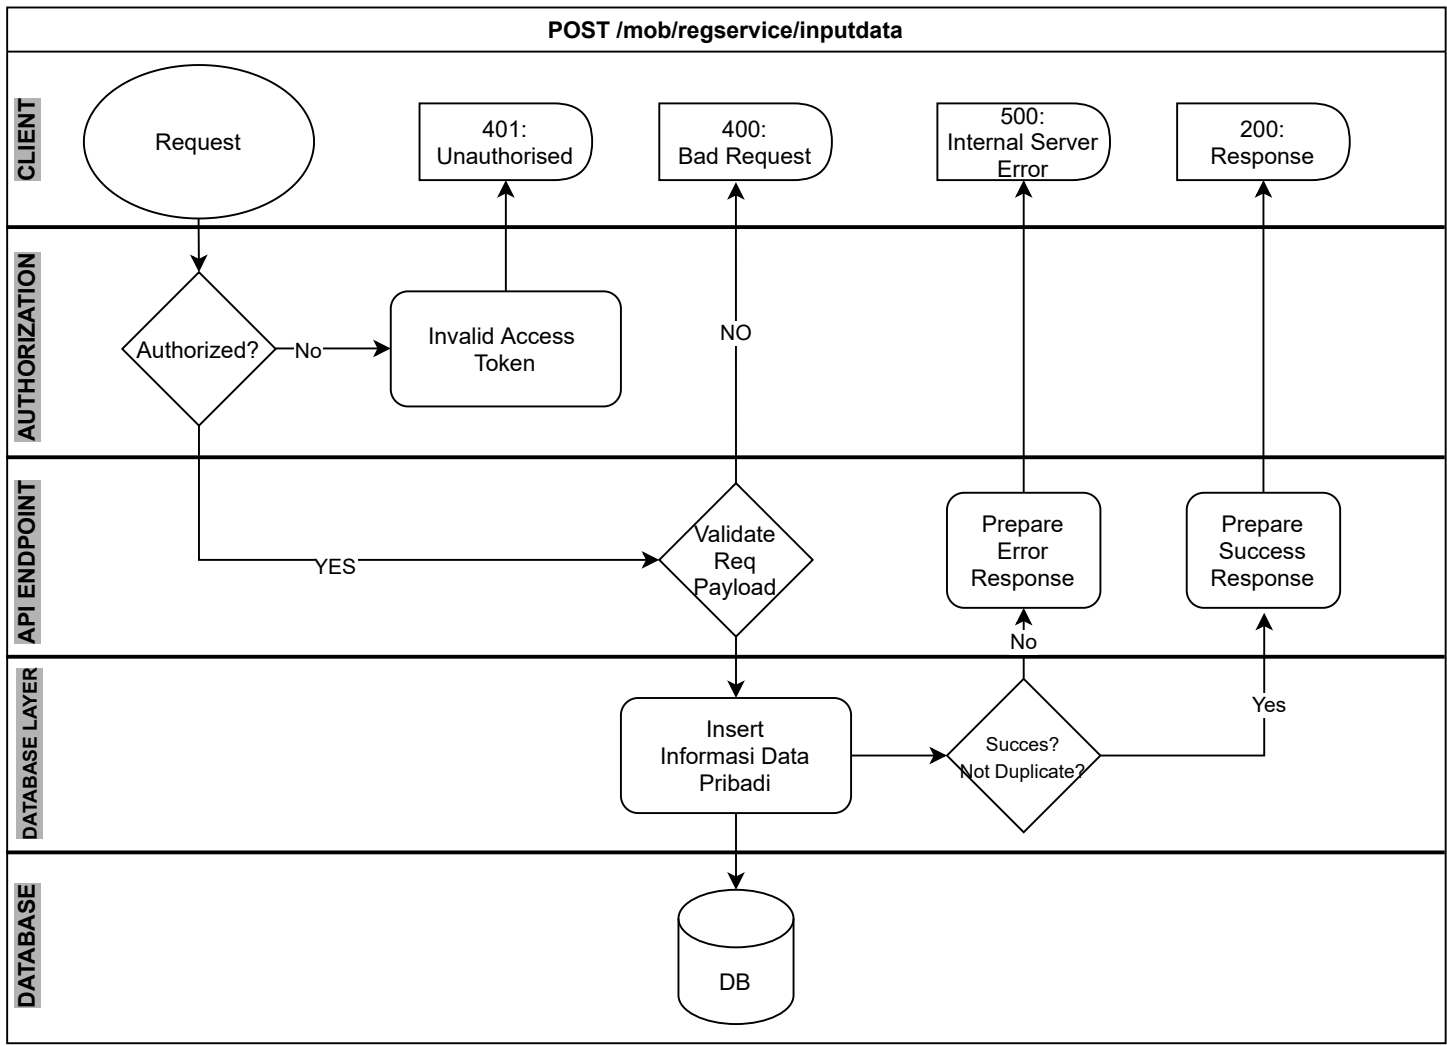 POST /mob/regservice/inputdata
CLIENT
Request
401:
Unauthorised
400:
Bad Request
500:
Internal Server
Error
200:
Response
AUTHORIZATION
Authorized?
No
Invalid Access
Token
NO
API ENDPOINT
YES
Validate
Req
Payload
Prepare
Error
Response
Prepare
Success
Response
No
DATABASE LAYER
Insert
Informasi Data
Pribadi
Succes?
Not Duplicate?
Yes
DATABASE
DB